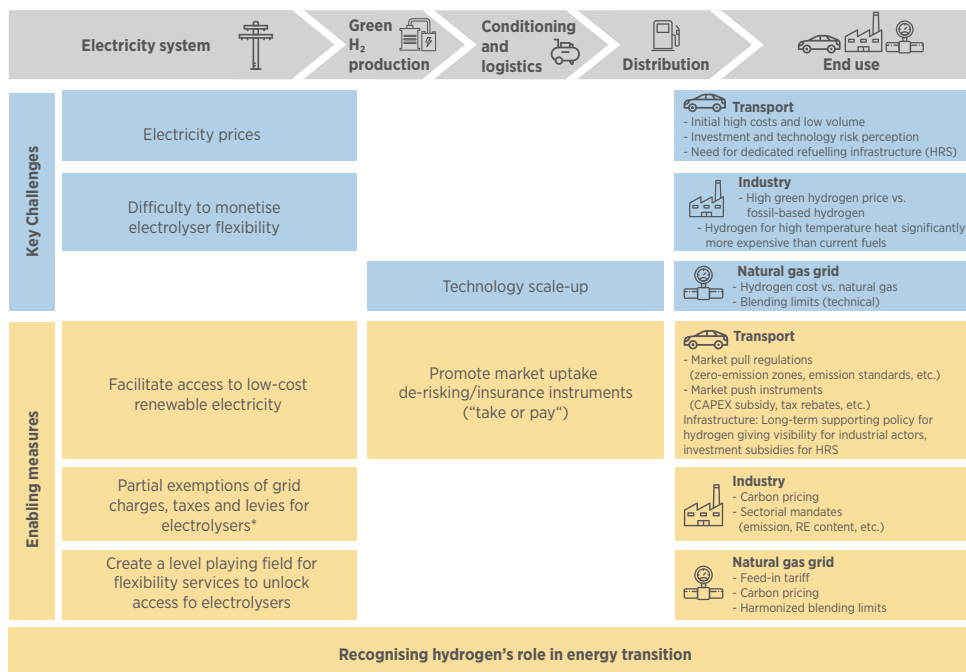 Electricity system
Green
H₂
production
Conditioning
and
logistics
Distribution
End use
Key Challenges
Electricity prices
Difficulty to monetise
electrolyser flexibility
Technology scale-up
Transport
- Initial high costs and low volume
- Investment and technology risk perception
- Need for dedicated refuelling infrastructure (HRS)
Industry
- High green hydrogen price vs.
fossil-based hydrogen
- Hydrogen for high temperature heat significantly
more expensive than current fuels
Natural gas grid
- Hydrogen cost vs. natural gas
- Blending limits (technical)
Enabling measures
Facilitate access to low-cost
renewable electricity
Partial exemptions of grid
charges, taxes and levies for
electrolysers*
Create a level playing field for
flexibility services to unlock
access fo electrolysers
Promote market uptake
de-risking/insurance instruments
(“take or pay“)
Transport
- Market pull regulations
(zero-emission zones, emission standards, etc.)
- Market push instruments
(CAPEX subsidy, tax rebates, etc.)
Infrastructure: Long-term supporting policy for
hydrogen giving visibility for industrial actors,
investment subsidies for HRS
Industry
- Carbon pricing
- Sectorial mandates
(emission, RE content, etc.)
Natural gas grid
- Feed-in tariff
- Carbon pricing
- Harmonized blending limits
Recognising hydrogen’s role in energy transition